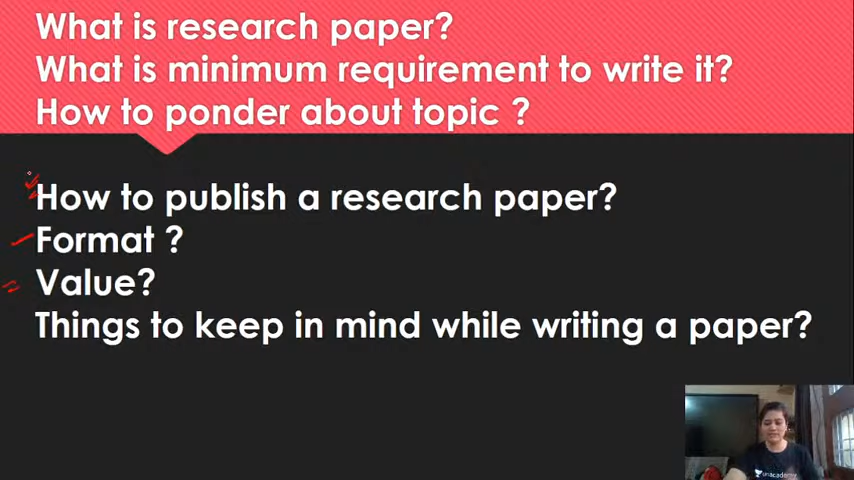 What is research paper?
What is minimum requirement to write it?
How to ponder about topic ?
How to publish a research paper?
Format ?
Value?
Things to keep in mind while writing a paper?
unacademy